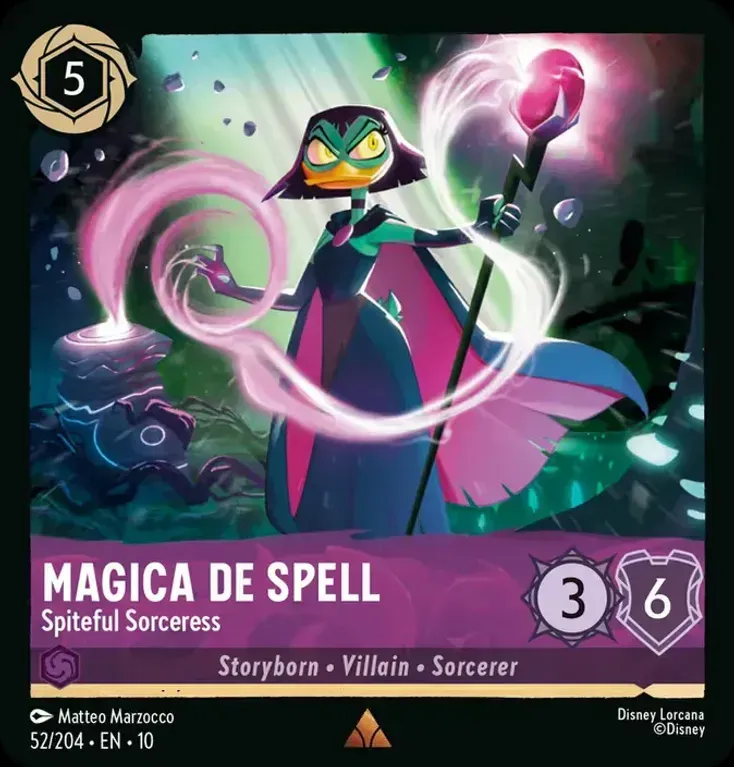 5
MAGICA DE SPELL
Spiteful Sorceress
3
6
Storyborn • Villain • Sorcerer
Matteo Marzocco
52/204 • EN • 10
Disney Lorcana
©Disney